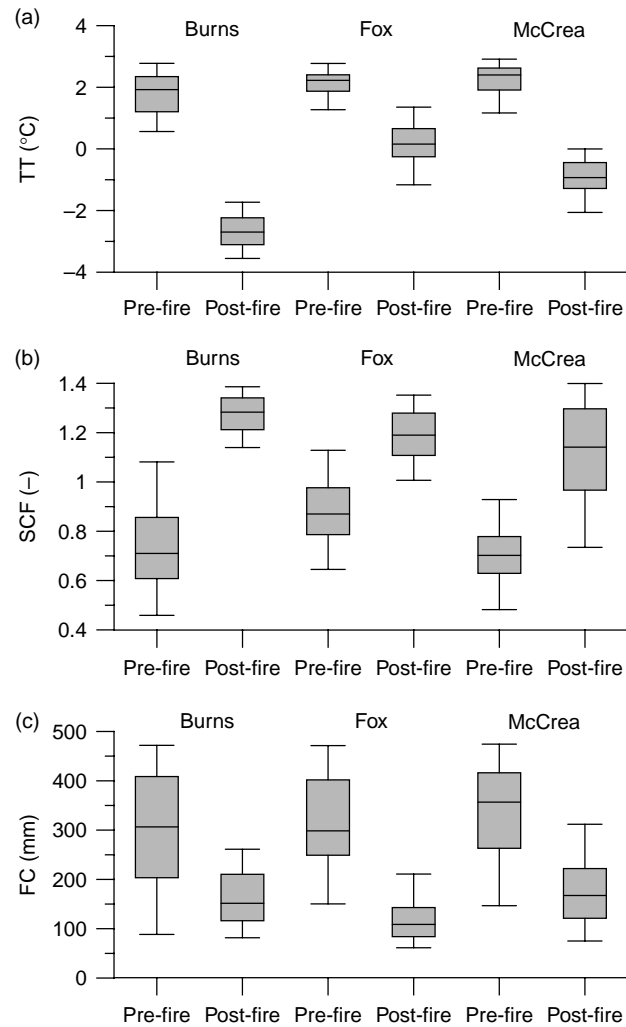 (a)
Burns Fox McCrea
4
2
0
–2
–4
TT (°C)
Pre-fire Post-fire Pre-fire Post-fire Pre-fire Post-fire
(b)
Burns Fox McCrea
1.4
1.2
1
0.8
0.6
0.4
SCF (–)
Pre-fire Post-fire Pre-fire Post-fire Pre-fire Post-fire
(c)
Burns Fox McCrea
500
400
300
200
100
0
FC (mm)
Pre-fire Post-fire Pre-fire Post-fire Pre-fire Post-fire